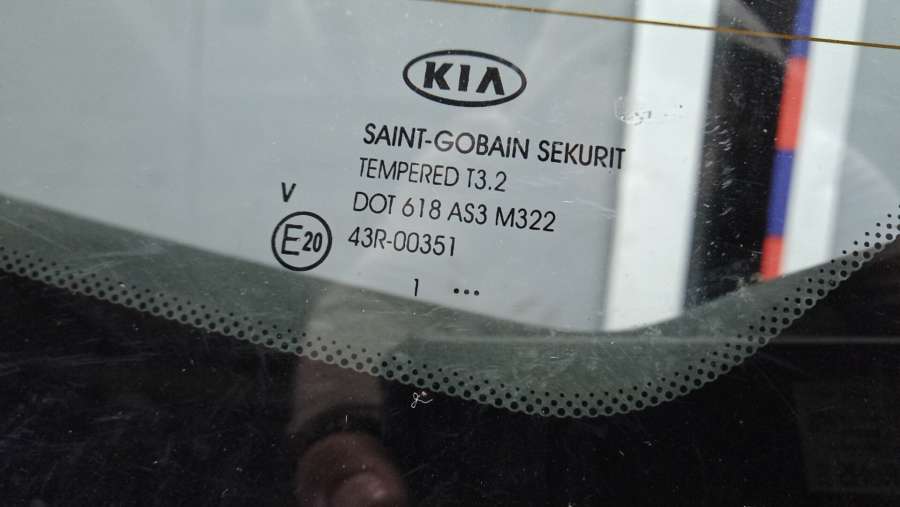 KIA
SAINT-GOBAIN SEKURIT
TEMPERED T3.2
V
DOT 618 AS3 M322
E20 43R-00351
1 ...